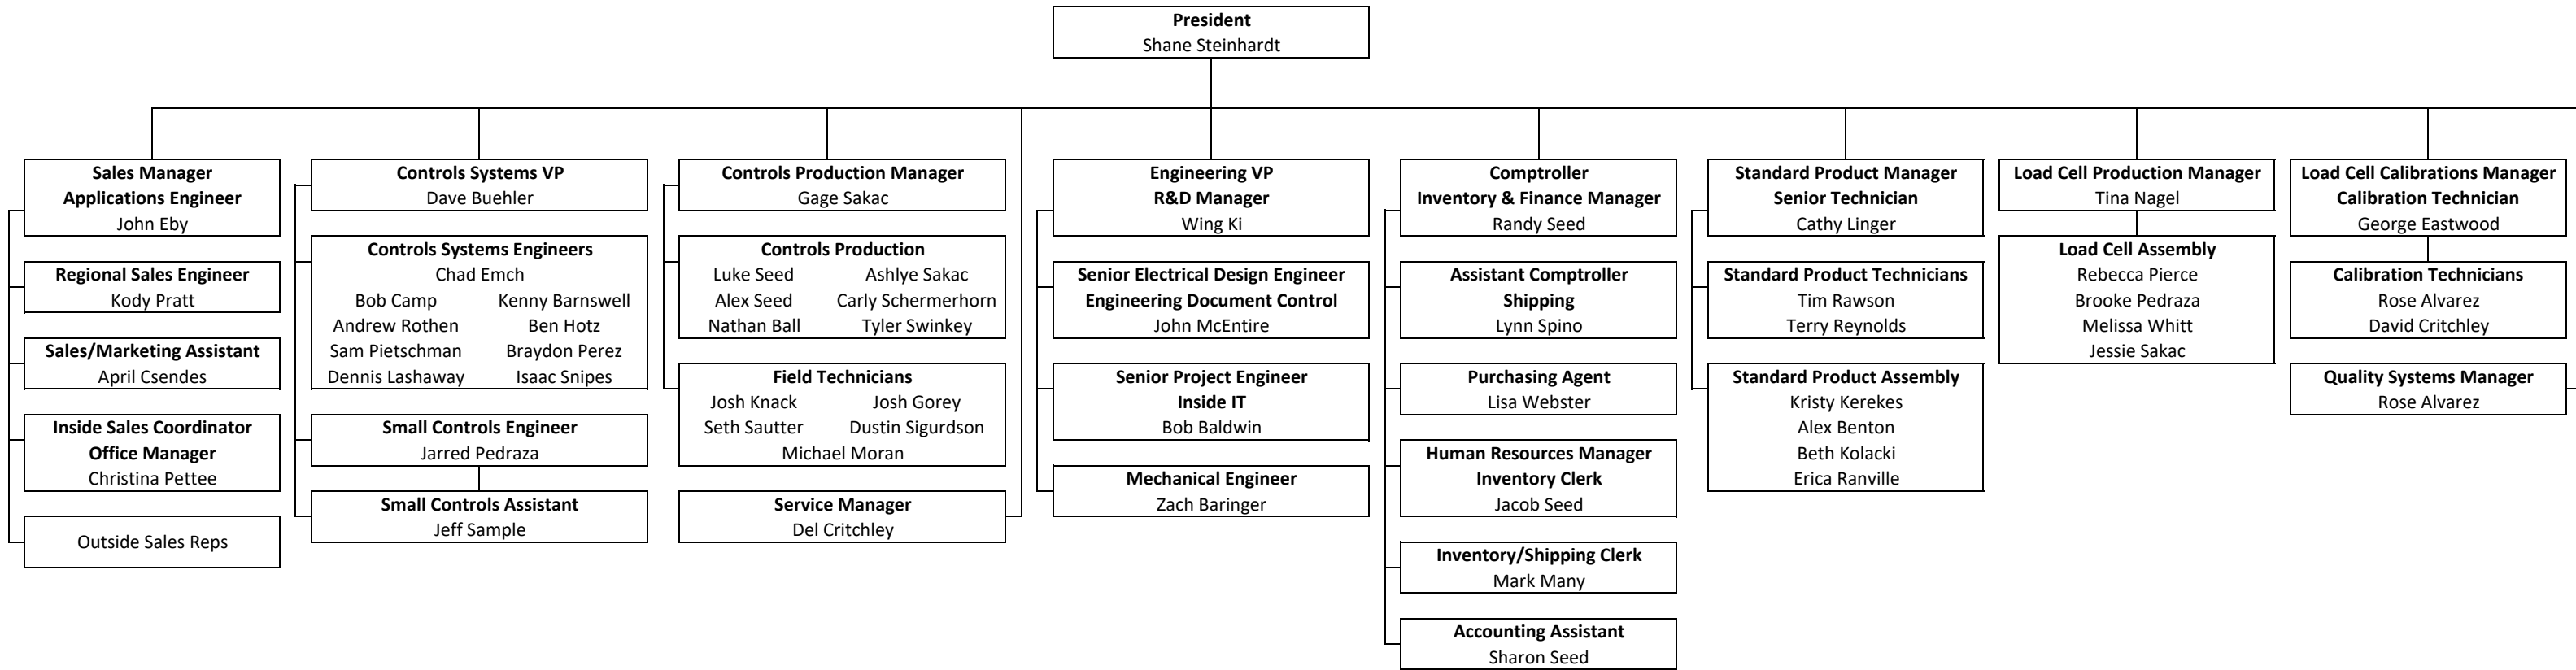 President
Shane Steinhardt
Sales Manager
Applications Engineer
John Eby
Regional Sales Engineer
Kody Pratt
Sales/Marketing Assistant
April Csendes
Inside Sales Coordinator
Office Manager
Christina Pettee
Outside Sales Reps
Controls Systems VP
Dave Buehler
Controls Systems Engineers
Chad Emch
Bob Camp Kenny Barnswell
Andrew Rothen Ben Hotz
Sam Pietschman Braydon Perez
Dennis Lashaway Isaac Snipes
Small Controls Engineer
Jarred Pedraza
Small Controls Assistant
Jeff Sample
Controls Production Manager
Gage Sakac
Controls Production
Luke Seed Ashlye Sakac
Alex Seed Carly Schermerhorn
Nathan Ball Tyler Swinkey
Field Technicians
Josh Knack Josh Gorey
Seth Sautter Dustin Sigurdson
Michael Moran
Service Manager
Del Critchley
Engineering VP
R&D Manager
Wing Ki
Senior Electrical Design Engineer
Engineering Document Control
John McEntire
Senior Project Engineer
Inside IT
Bob Baldwin
Mechanical Engineer
Zach Baringer
Comptroller
Inventory & Finance Manager
Randy Seed
Assistant Comptroller
Shipping
Lynn Spino
Purchasing Agent
Lisa Webster
Human Resources Manager
Inventory Clerk
Jacob Seed
Inventory/Shipping Clerk
Mark Many
Accounting Assistant
Sharon Seed
Standard Product Manager
Senior Technician
Cathy Linger
Standard Product Technicians
Tim Rawson
Terry Reynolds
Standard Product Assembly
Kristy Kerekes
Alex Benton
Beth Kolacki
Erica Ranville
Load Cell Production Manager
Tina Nagel
Load Cell Assembly
Rebecca Pierce
Brooke Pedraza
Melissa Whitt
Jessie Sakac
Load Cell Calibrations Manager
Calibration Technician
George Eastwood
Calibration Technicians
Rose Alvarez
David Critchley
Quality Systems Manager
Rose Alvarez